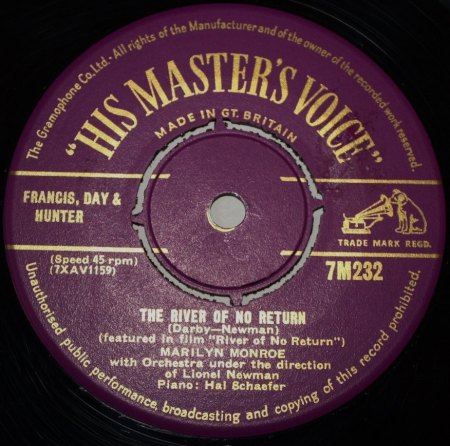 The Gramophone Co. Ltd.- All rights of the Manufacturer and of the owner of the recorded work reserved.
"HIS MASTER'S VOICE"
MADE IN GT. BRITAIN
FRANCIS, DAY &
HUNTER
TRADE MARK REGD.
(Speed 45 rpm)
(7XAV1159)
7M232
THE RIVER OF NO RETURN
(Darby—Newman)
(featured in film "River of No Return")
MARILYN MONROE
with Orchestra under the direction
of Lionel Newman
Piano: Hal Schaefer
Unauthorised public performance, broadcasting and copying of this record prohibited.